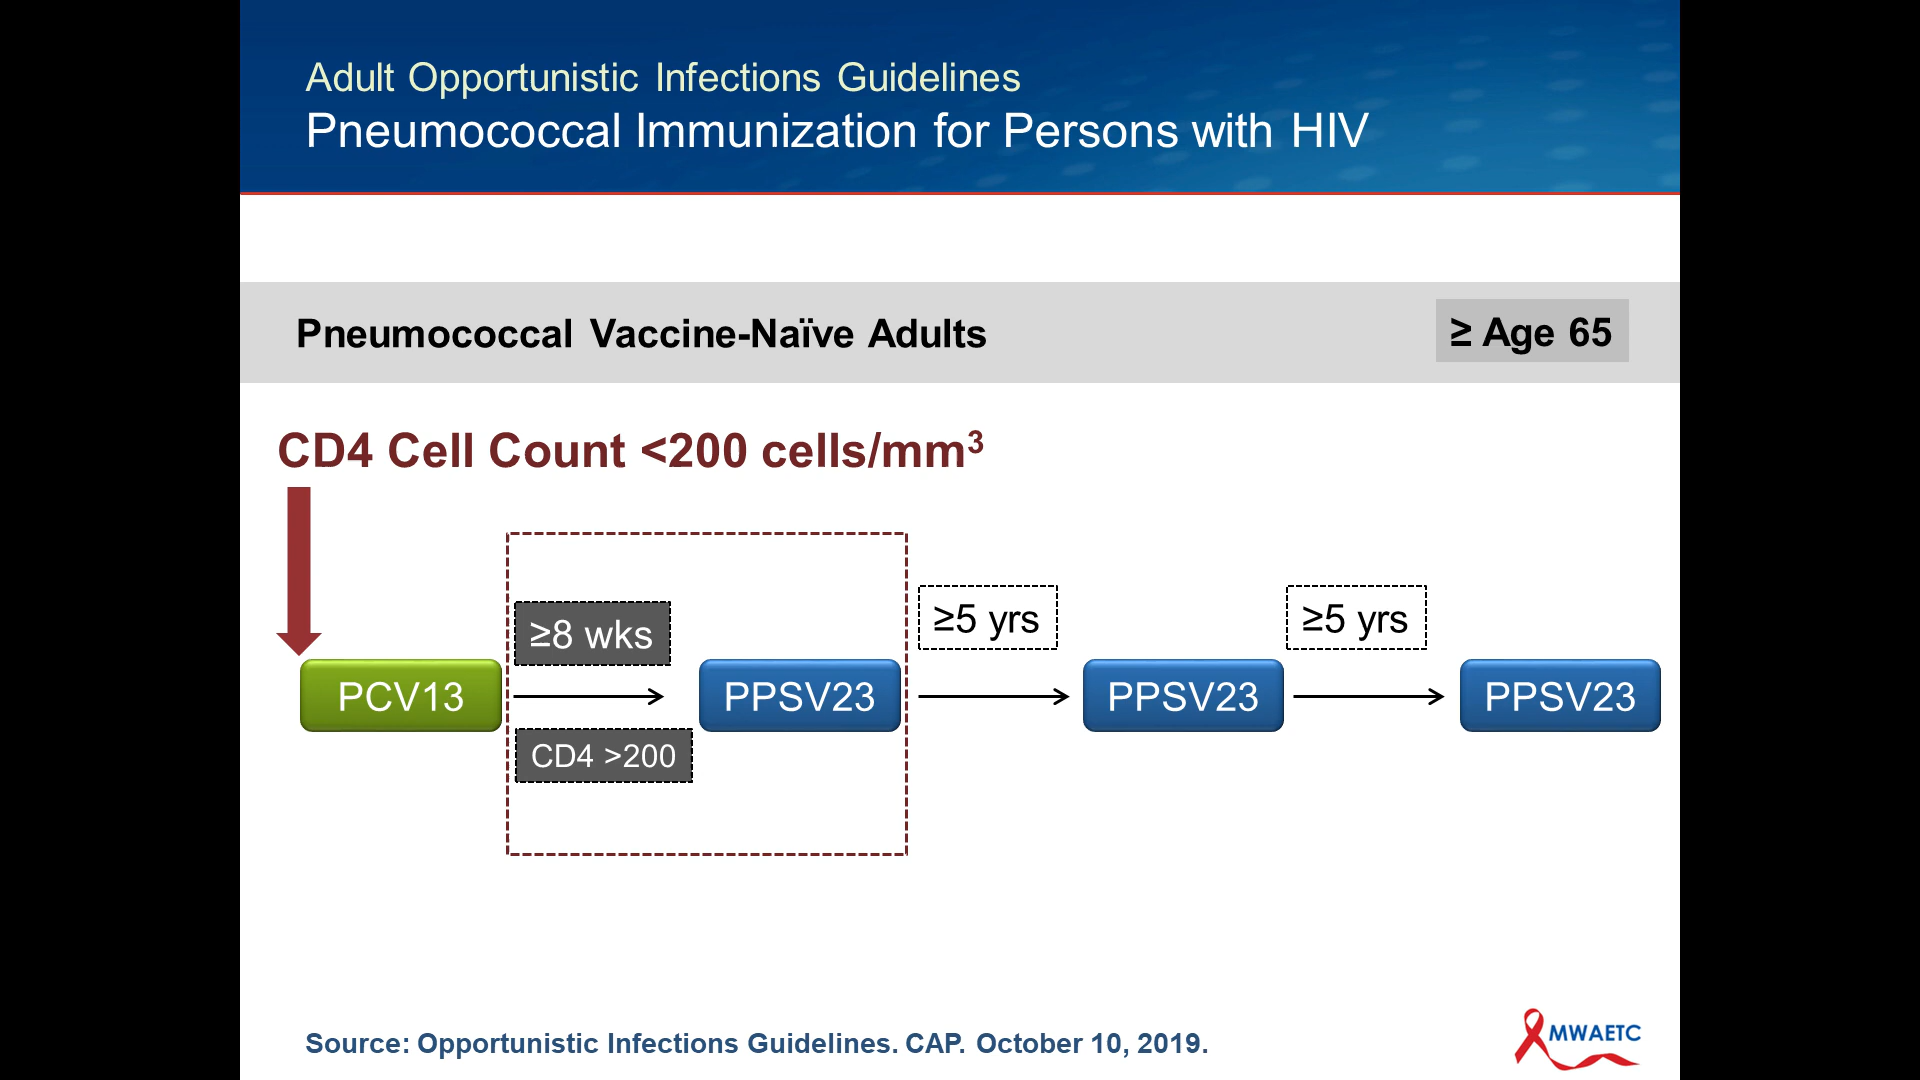 Adult Opportunistic Infections Guidelines
Pneumococcal Immunization for Persons with HIV
Pneumococcal Vaccine-Naïve Adults
≥ Age 65
CD4 Cell Count <200 cells/mm³
≥8 wks
≥5 yrs
≥5 yrs
PCV13
PPSV23
PPSV23
PPSV23
CD4 >200
Source: Opportunistic Infections Guidelines. CAP. October 10, 2019.
MWAETC